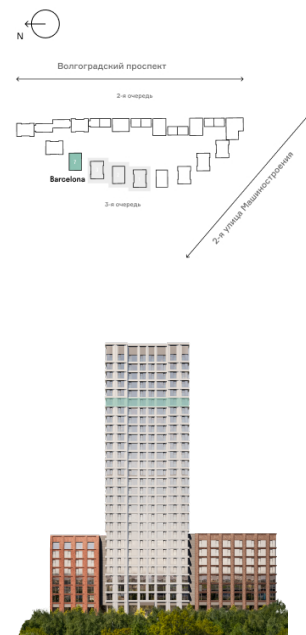 N
Волгоградский проспект
2-я очередь
Barcelona
3-я очередь
2-я улица Машиностроения